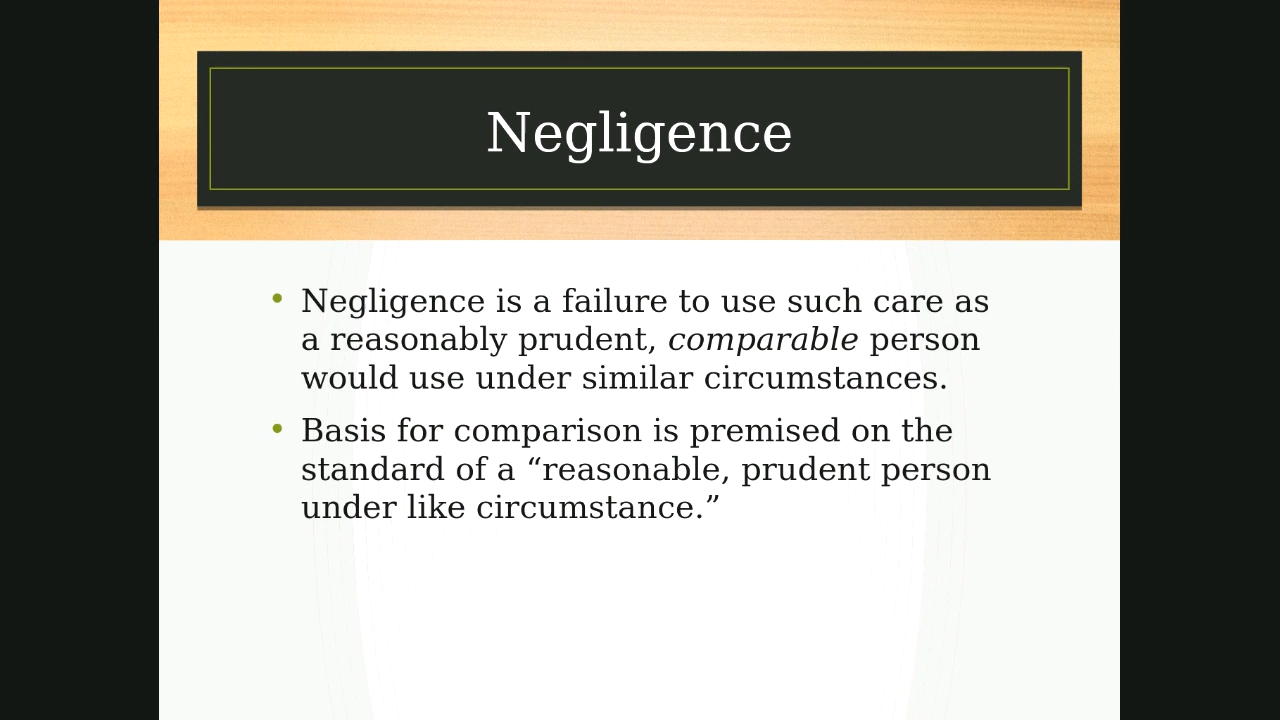 Negligence
• Negligence is a failure to use such care as
a reasonably prudent, comparable person
would use under similar circumstances.
• Basis for comparison is premised on the
standard of a “reasonable, prudent person
under like circumstance.”